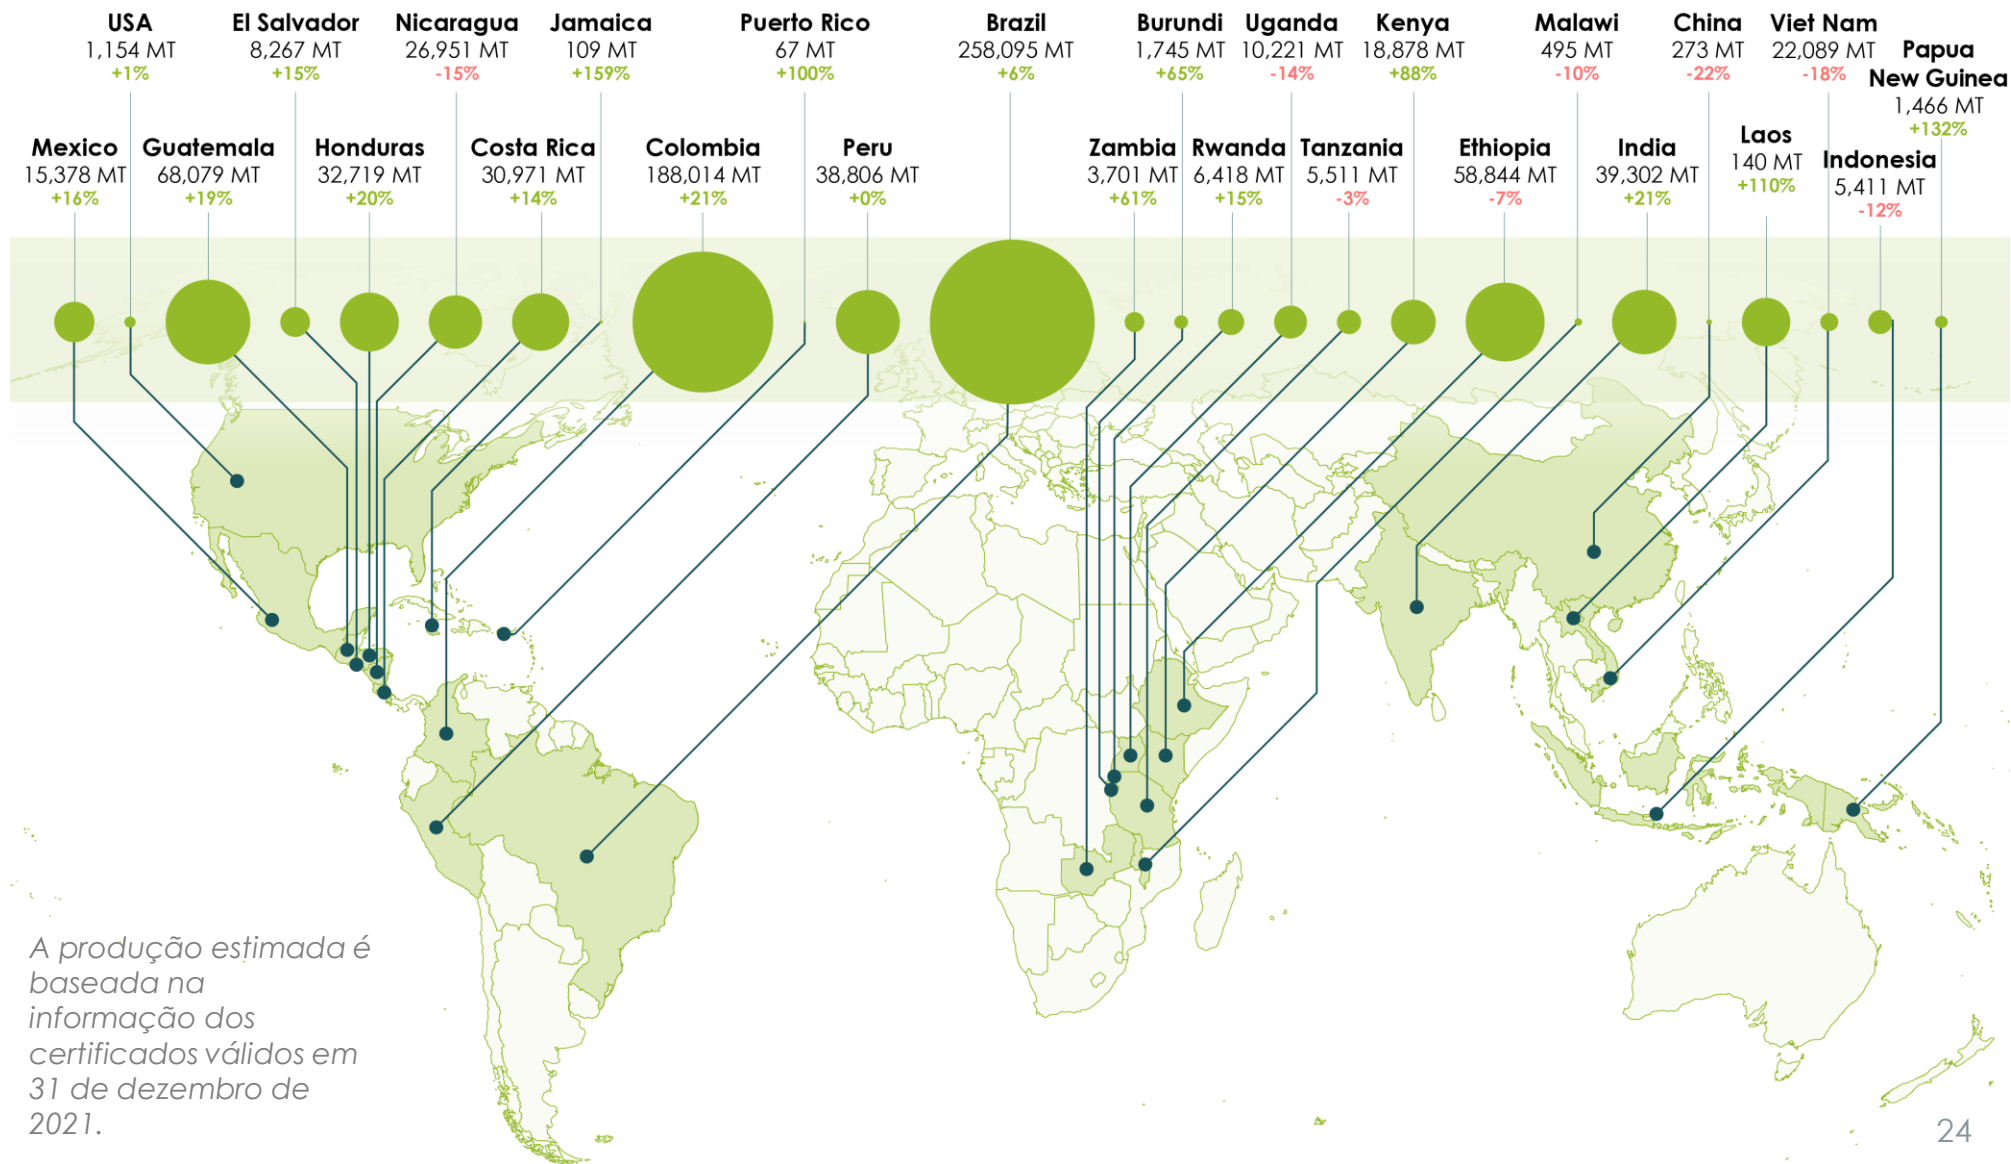 USA
1,154 MT
+1%
El Salvador
8,267 MT
+15%
Nicaragua
26,951 MT
-15%
Jamaica
109 MT
+159%
Puerto Rico
67 MT
+100%
Brazil
258,095 MT
+6%
Burundi
1,745 MT
+65%
Uganda
10,221 MT
-14%
Kenya
18,878 MT
+88%
Malawi
495 MT
-10%
China
273 MT
-22%
Viet Nam
22,089 MT
-18%
Papua
New Guinea
1,466 MT
+132%
Mexico
15,378 MT
+16%
Guatemala
68,079 MT
+19%
Honduras
32,719 MT
+20%
Costa Rica
30,971 MT
+14%
Colombia
188,014 MT
+21%
Peru
38,806 MT
+0%
Zambia
3,701 MT
+61%
Rwanda
6,418 MT
+15%
Tanzania
5,511 MT
-3%
Ethiopia
58,844 MT
-7%
India
39,302 MT
+21%
Laos
140 MT
+110%
Indonesia
5,411 MT
-12%
A produção estimada é
baseada na
informação dos
certificados válidos em
31 de dezembro de
2021.
24